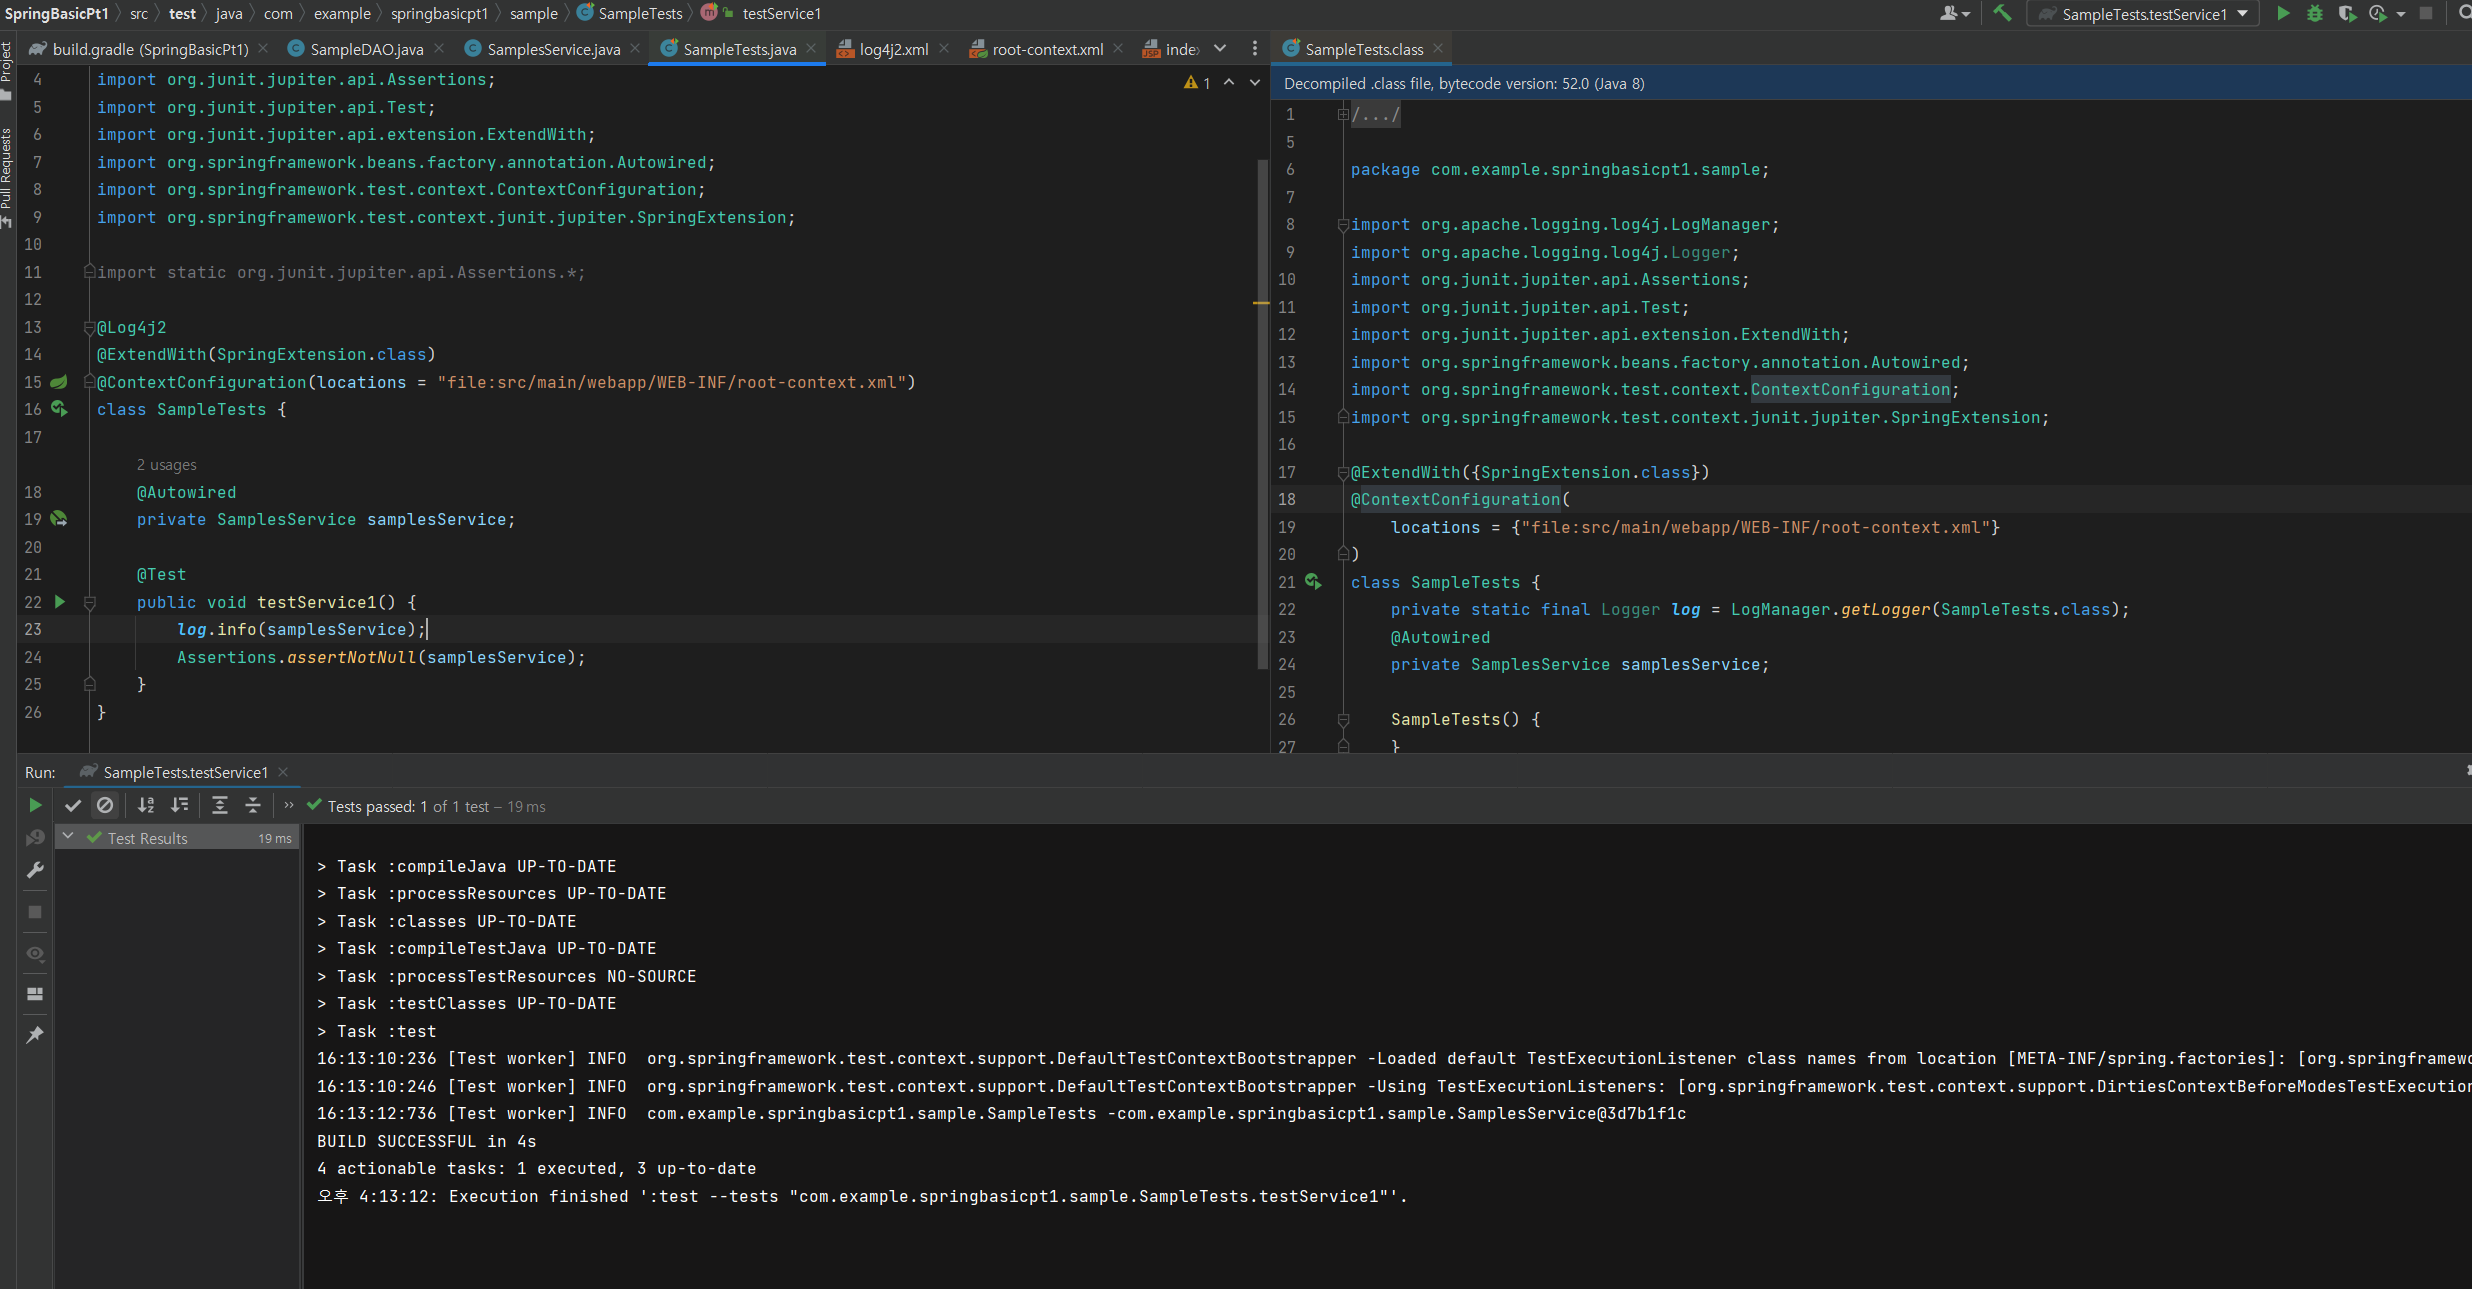 SpringBasicPt1 src test java com example springbasicpt1 sample SampleTests testService1
SampleTests.testService1
Project
Pull Requests
build.gradle (SpringBasicPt1) SampleDAO.java SamplesService.java SampleTests.java log4j2.xml root-context.xml
1
4 import org.junit.jupiter.api.Assertions;
5 import org.junit.jupiter.api.Test;
6 import org.junit.jupiter.api.extension.ExtendWith;
7 import org.springframework.beans.factory.annotation.Autowired;
8 import org.springframework.test.context.ContextConfiguration;
9 import org.springframework.test.context.junit.jupiter.SpringExtension;
10
11 import static org.junit.jupiter.api.Assertions.*;
12
13 @Log4j2
14 @ExtendWith(SpringExtension.class)
15 @ContextConfiguration(locations = "file:src/main/webapp/WEB-INF/root-context.xml")
16 class SampleTests {
17
2 usages
18 @Autowired
19 private SamplesService samplesService;
20
21 @Test
22 public void testService1() {
23 log.info(samplesService);
24 Assertions.assertNotNull(samplesService);
25 }
26 }
SampleTests.class
Decompiled .class file, bytecode version: 52.0 (Java 8)
1 /.../
5
6 package com.example.springbasicpt1.sample;
7
8 import org.apache.logging.log4j.LogManager;
9 import org.apache.logging.log4j.Logger;
10 import org.junit.jupiter.api.Assertions;
11 import org.junit.jupiter.api.Test;
12 import org.junit.jupiter.api.extension.ExtendWith;
13 import org.springframework.beans.factory.annotation.Autowired;
14 import org.springframework.test.context.ContextConfiguration;
15 import org.springframework.test.context.junit.jupiter.SpringExtension;
16
17 @ExtendWith({SpringExtension.class})
18 @ContextConfiguration(
19 locations = {"file:src/main/webapp/WEB-INF/root-context.xml"}
20 )
21 class SampleTests {
22 private static final Logger log = LogManager.getLogger(SampleTests.class);
23 @Autowired
24 private SamplesService samplesService;
25
26 SampleTests() {
27 }
Run: SampleTests.testService1
Tests passed: 1 of 1 test – 19 ms
Test Results 19 ms
> Task :compileJava UP-TO-DATE
> Task :processResources UP-TO-DATE
> Task :classes UP-TO-DATE
> Task :compileTestJava UP-TO-DATE
> Task :processTestResources NO-SOURCE
> Task :testClasses UP-TO-DATE
> Task :test
16:13:10:236 [Test worker] INFO  org.springframework.test.context.support.DefaultTestContextBootstrapper -Loaded default TestExecutionListener class names from location [META-INF/spring.factories]: [org.springframewo
16:13:10:246 [Test worker] INFO  org.springframework.test.context.support.DefaultTestContextBootstrapper -Using TestExecutionListeners: [org.springframework.test.context.support.DirtiesContextBeforeModesTestExecution
16:13:12:736 [Test worker] INFO  com.example.springbasicpt1.sample.SampleTests -com.example.springbasicpt1.sample.SamplesService@3d7b1f1c
BUILD SUCCESSFUL in 4s
4 actionable tasks: 1 executed, 3 up-to-date
오후 4:13:12: Execution finished ':test --tests "com.example.springbasicpt1.sample.SampleTests.testService1"'.